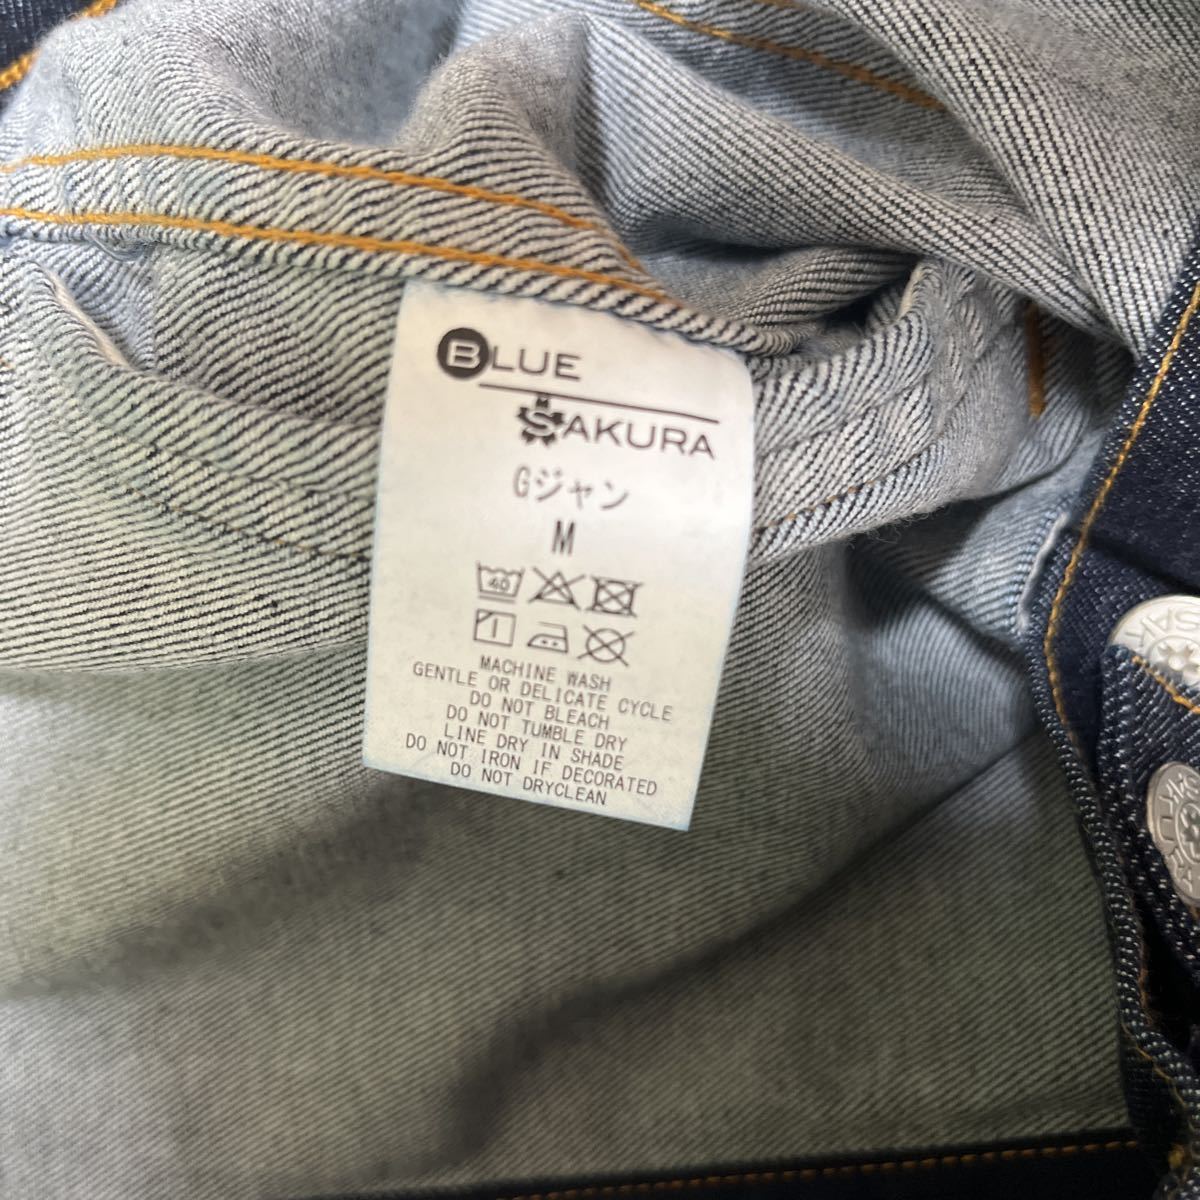 BLUE
SAKURA
Gジャン
M
40
MACHINE WASH
GENTLE OR DELICATE CYCLE
DO NOT BLEACH
DO NOT TUMBLE DRY
LINE DRY IN SHADE
DO NOT IRON IF DECORATED
DO NOT DRYCLEAN